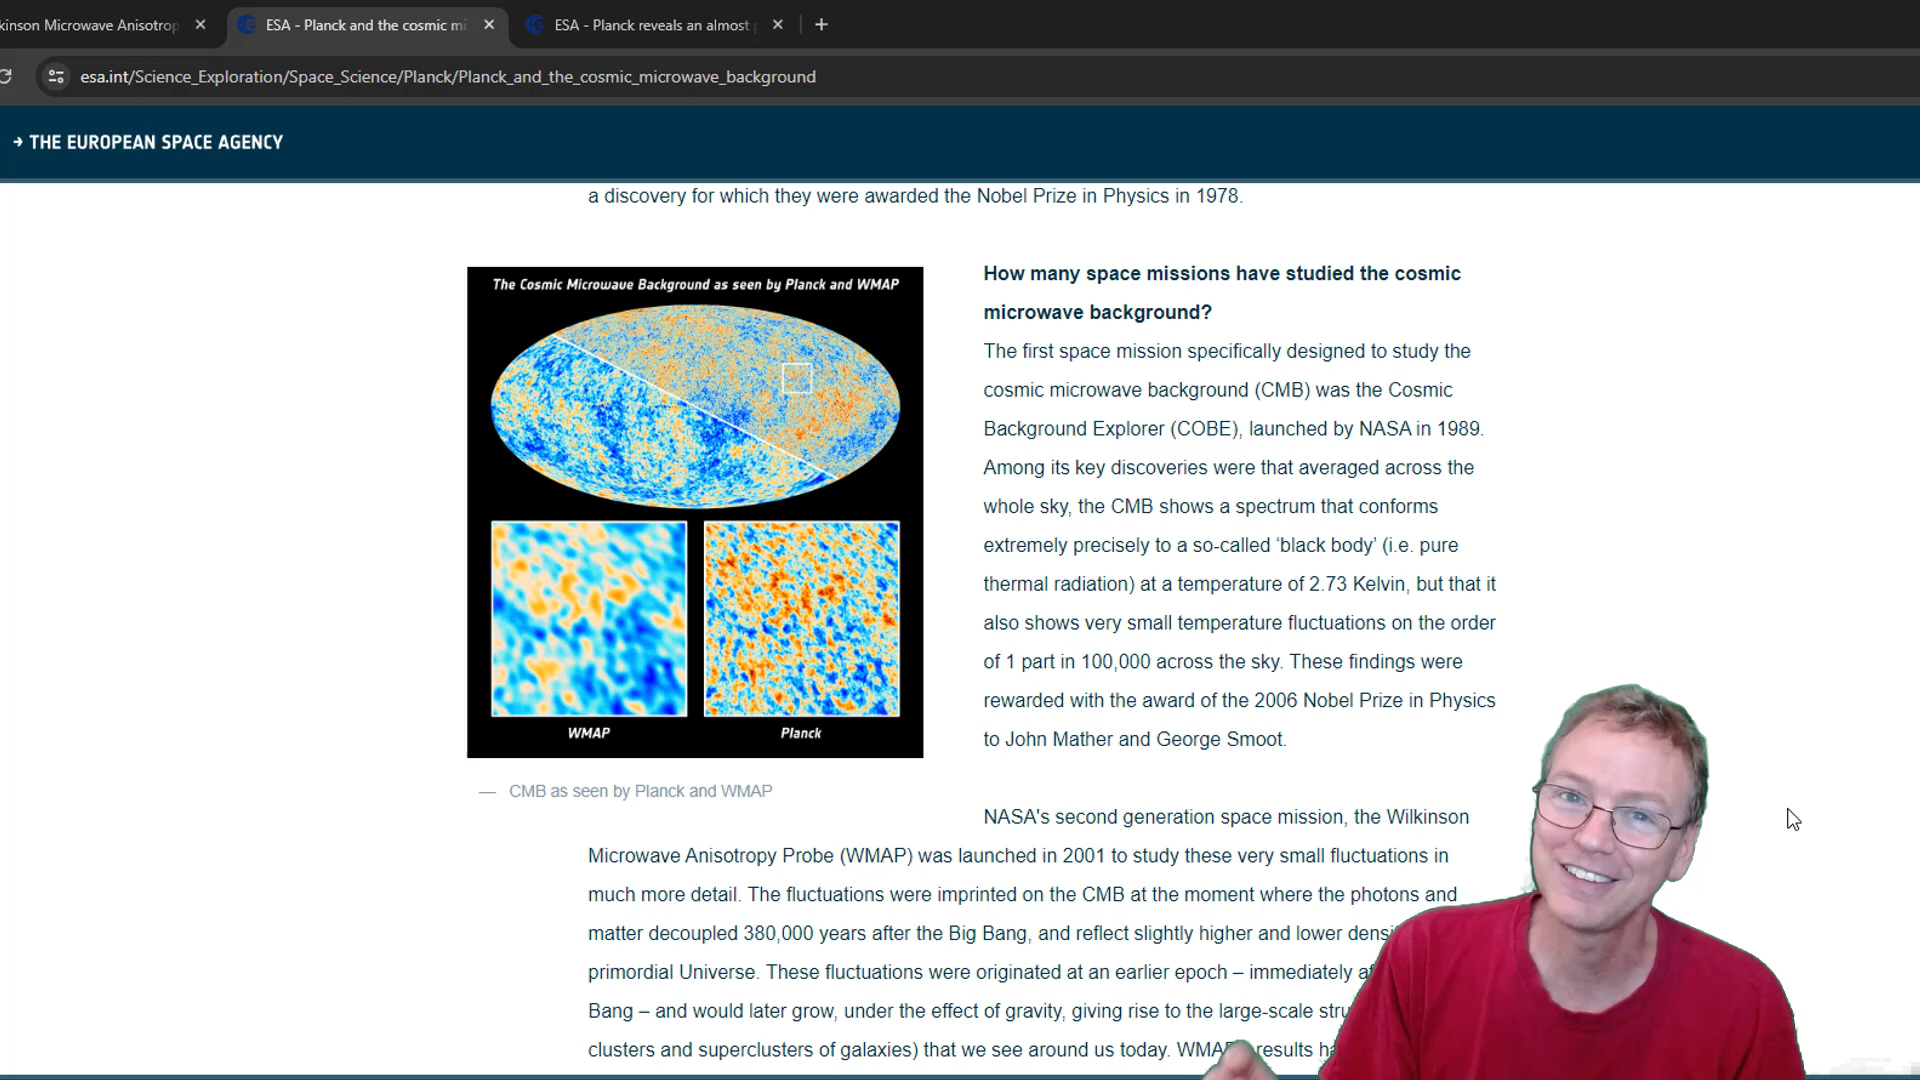 kinson Microwave Anisotrop
ESA - Planck and the cosmic mi
ESA - Planck reveals an almost
esa.int/Science_Exploration/Space_Science/Planck/Planck_and_the_cosmic_microwave_background
→ THE EUROPEAN SPACE AGENCY
a discovery for which they were awarded the Nobel Prize in Physics in 1978.
The Cosmic Microwave Background as seen by Planck and WMAP
WMAP
Planck
— CMB as seen by Planck and WMAP
How many space missions have studied the cosmic
microwave background?
The first space mission specifically designed to study the
cosmic microwave background (CMB) was the Cosmic
Background Explorer (COBE), launched by NASA in 1989.
Among its key discoveries were that averaged across the
whole sky, the CMB shows a spectrum that conforms
extremely precisely to a so-called ‘black body’ (i.e. pure
thermal radiation) at a temperature of 2.73 Kelvin, but that it
also shows very small temperature fluctuations on the order
of 1 part in 100,000 across the sky. These findings were
rewarded with the award of the 2006 Nobel Prize in Physics
to John Mather and George Smoot.
NASA's second generation space mission, the Wilkinson
Microwave Anisotropy Probe (WMAP) was launched in 2001 to study these very small fluctuations in
much more detail. The fluctuations were imprinted on the CMB at the moment where the photons and
matter decoupled 380,000 years after the Big Bang, and reflect slightly higher and lower densi
primordial Universe. These fluctuations were originated at an earlier epoch – immediately a
Bang – and would later grow, under the effect of gravity, giving rise to the large-scale stru
clusters and superclusters of galaxies) that we see around us today. WMA results h